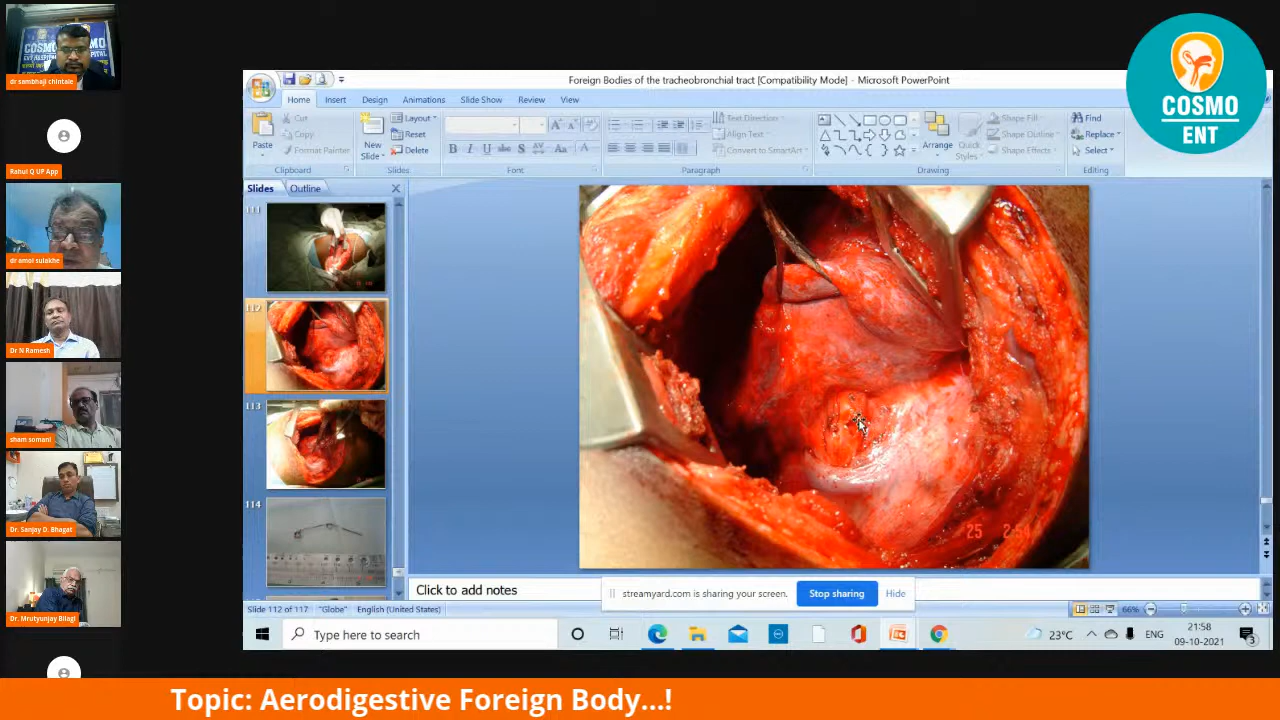 dr sambhaji chintale
Rahul Q UP App
dr amol sulakhe
Dr N Ramesh
sham somani
Dr. Sanjay D. Bhagat
Dr. Mrutyunjay Bilagi
Foreign Bodies of the tracheobronchial tract [Compatibility Mode] - Microsoft PowerPoint
Home Insert Design Animations Slide Show Review View
Paste
Cut
Copy
Format Painter
Clipboard
New Slide
Layout
Reset
Delete
Slides
Font
Text Direction
Align Text
Convert to SmartArt
Paragraph
Arrange
Quick Styles
Shape Fill
Shape Outline
Shape Effects
Drawing
Find
Replace
Select
Editing
COSMO
ENT
Slides Outline
111
112
113
114
25 2:54
Click to add notes
streamyard.com is sharing your screen. Stop sharing Hide
Slide 112 of 117 "Globe" English (United States) 66%
Type here to search
23°C ENG
21:58
09-10-2021
3
Topic: Aerodigestive Foreign Body...!